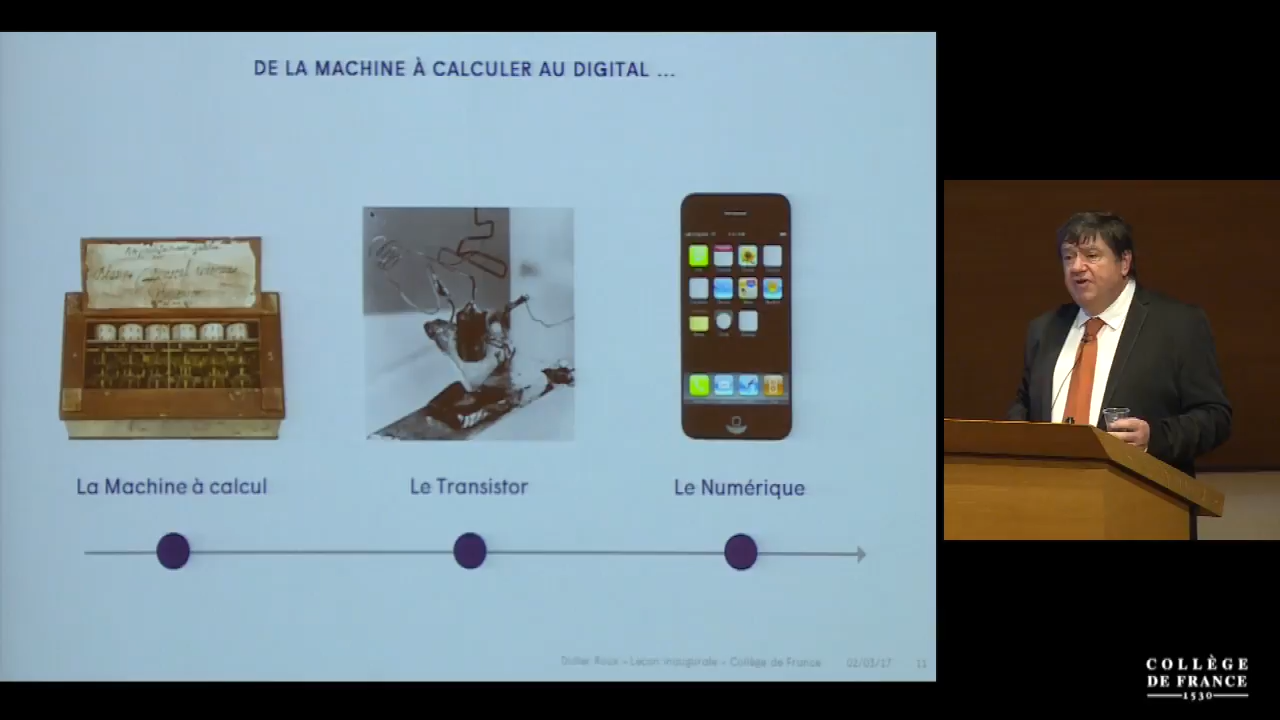 DE LA MACHINE À CALCULER AU DIGITAL ...
La Machine à calcul
Le Transistor
Le Numérique
Didier Roux - Leçon inaugurale - Collège de France 02/03/17 11
COLLÈGE
DE FRANCE
1530